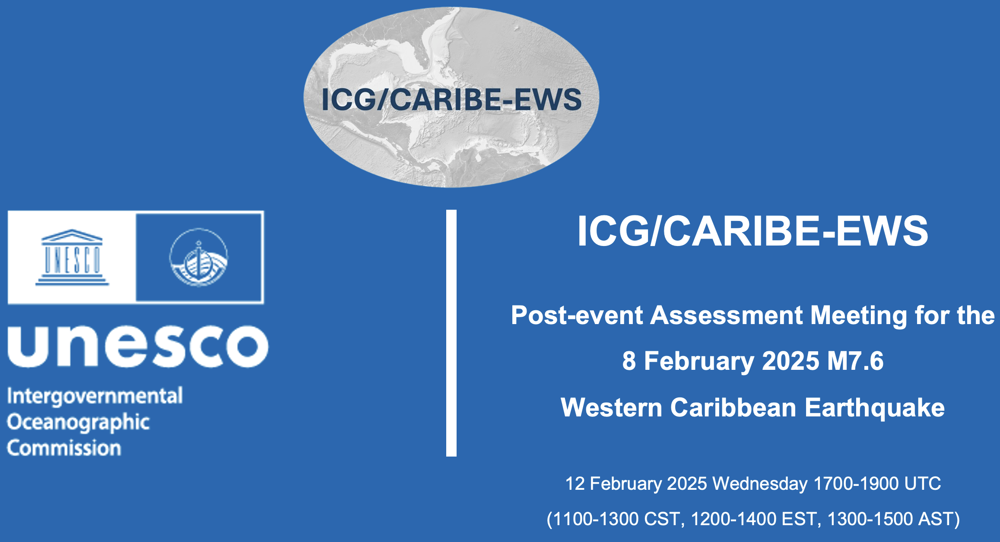 ICG/CARIBE-EWS
UNESCO
unesco
Intergovernmental
Oceanographic
Commission
ICG/CARIBE-EWS
Post-event Assessment Meeting for the
8 February 2025 M7.6
Western Caribbean Earthquake
12 February 2025 Wednesday 1700-1900 UTC
(1100-1300 CST, 1200-1400 EST, 1300-1500 AST)